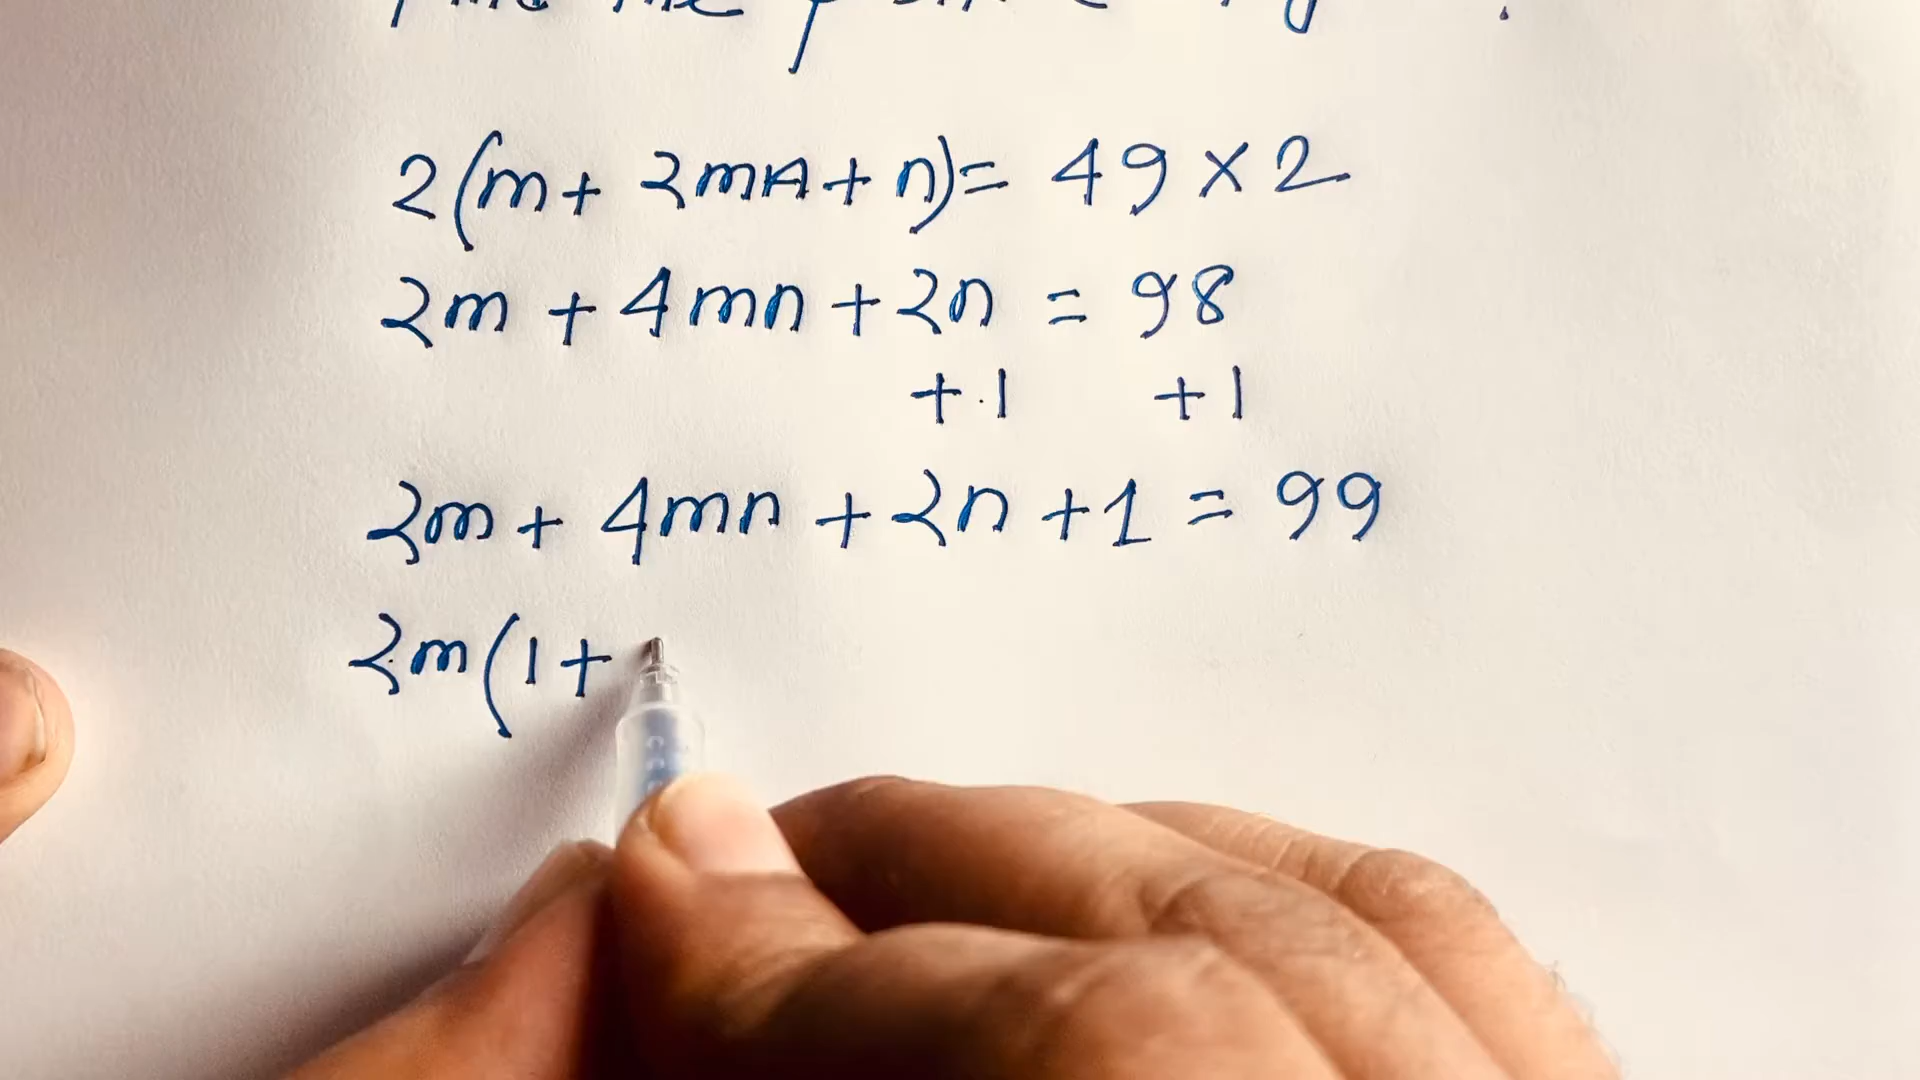 2(m + 2mn + n) = 49 × 2
2m + 4mn + 2n = 98
+1 +1
2m + 4mn + 2n + 1 = 99
2m(1 +